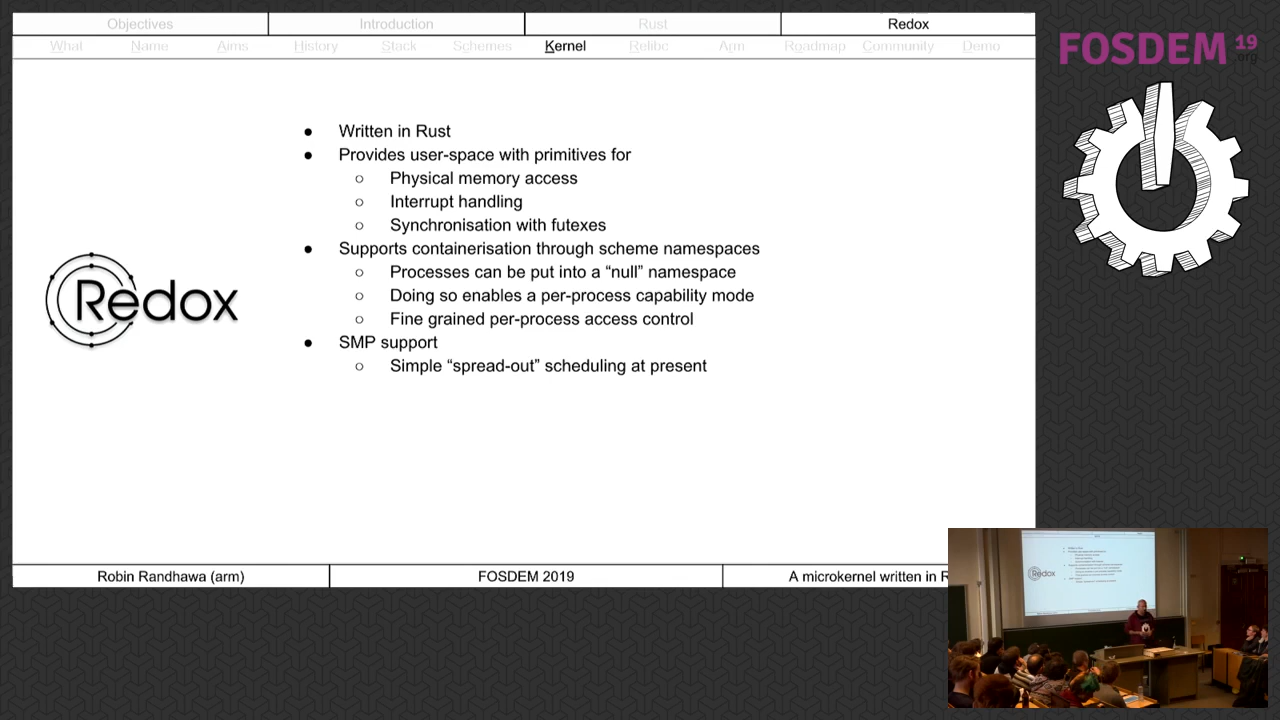 Objectives
Introduction
Rust
Redox
What
Name
Aims
History
Stack
Schemes
Kernel
Relibc
Arm
Roadmap
Community
Demo
FOSDEM 19
.org
● Written in Rust
● Provides user-space with primitives for
○ Physical memory access
○ Interrupt handling
○ Synchronisation with futexes
● Supports containerisation through scheme namespaces
○ Processes can be put into a “null” namespace
○ Doing so enables a per-process capability mode
○ Fine grained per-process access control
● SMP support
○ Simple “spread-out” scheduling at present
Redox
Robin Randhawa (arm)
FOSDEM 2019
A microkernel written in
Redox